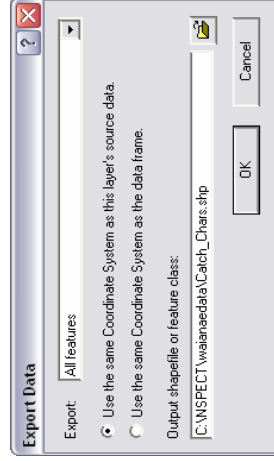 Export Data
Export: All features
Use the same Coordinate System as this layer's source data.
Use the same Coordinate System as the data frame.
Output shapefile or feature class:
C:\NSPECT\waianaedata\Catch_Chars.shp
OK Cancel